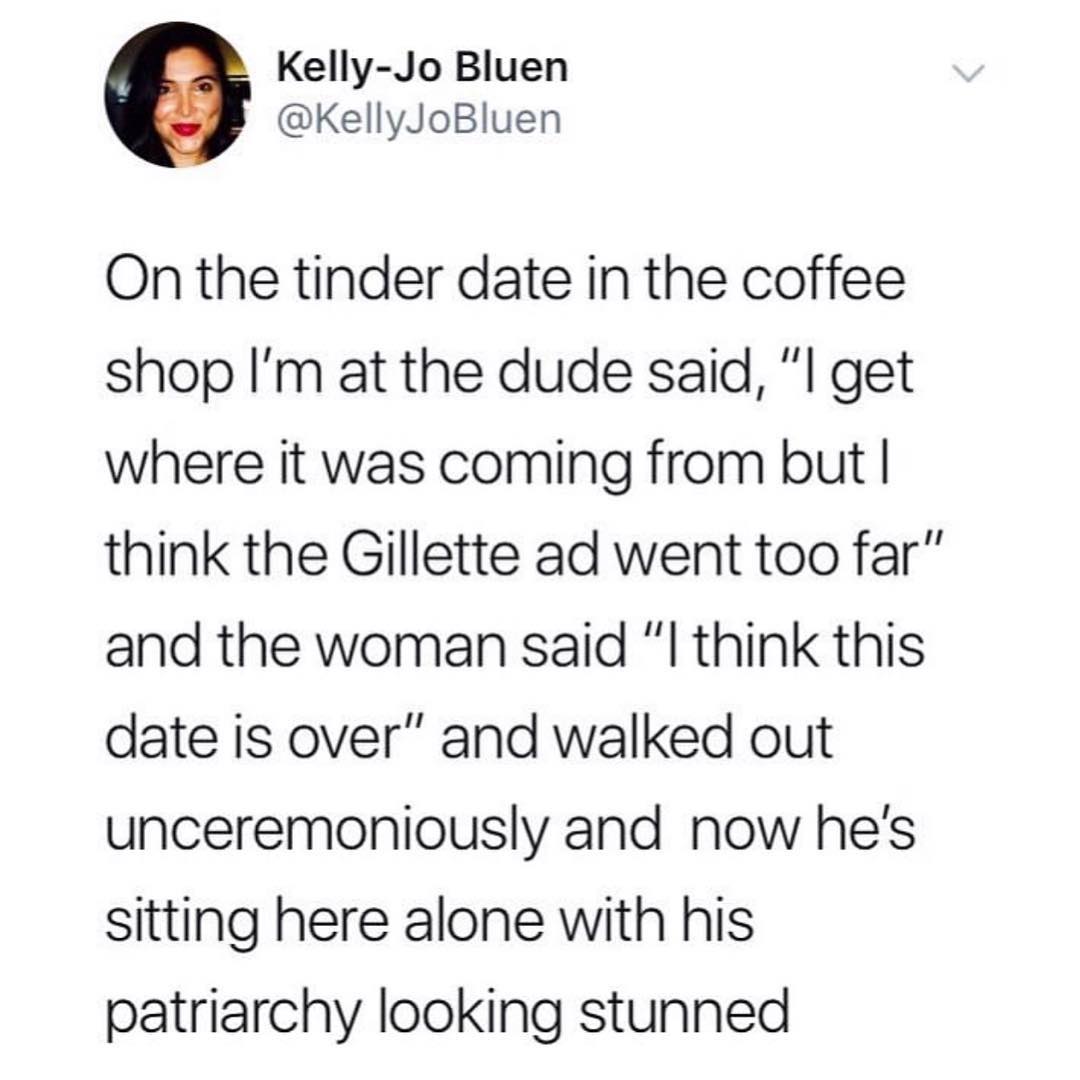 Kelly-Jo Bluen
@KellyJoBluen
On the tinder date in the coffee
shop I'm at the dude said, "I get
where it was coming from but I
think the Gillette ad went too far"
and the woman said "I think this
date is over" and walked out
unceremoniously and  now he's
sitting here alone with his
patriarchy looking stunned